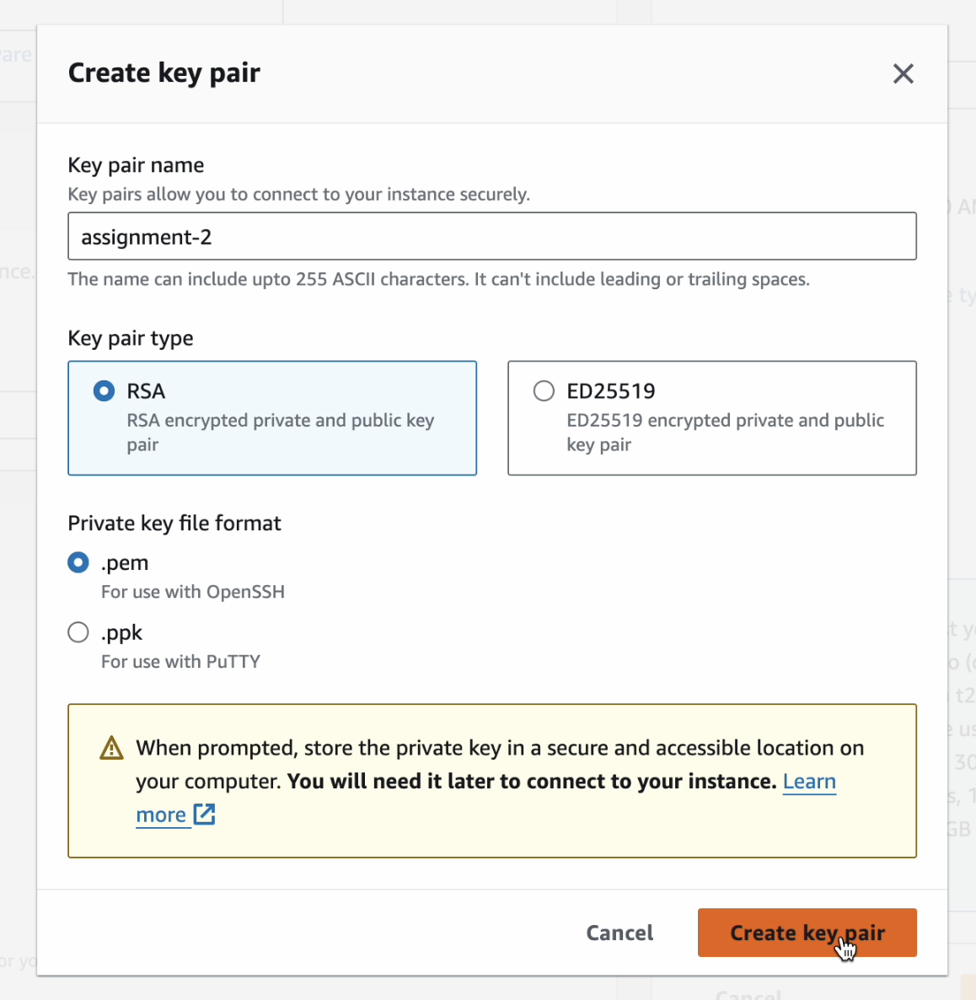 Create key pair
Key pair name
Key pairs allow you to connect to your instance securely.
assignment-2
The name can include upto 255 ASCII characters. It can't include leading or trailing spaces.
Key pair type
RSA
RSA encrypted private and public key
pair
ED25519
ED25519 encrypted private and public
key pair
Private key file format
.pem
For use with OpenSSH
.ppk
For use with PuTTY
When prompted, store the private key in a secure and accessible location on
your computer. You will need it later to connect to your instance. Learn
more
Cancel
Create key pair
Cancel